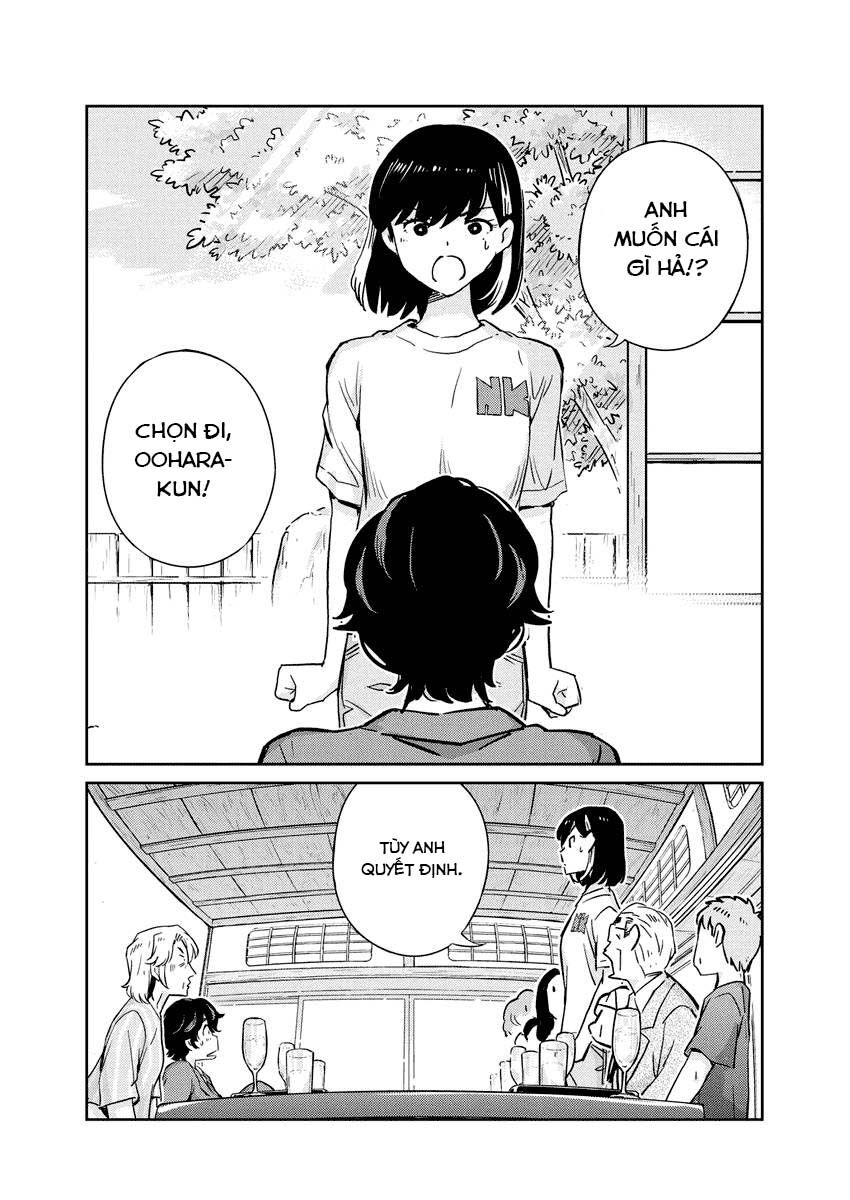 ANH
MUỐN CÁI
GÌ HẢ!?
CHỌN ĐI,
OOHARA-
KUN!
NK
TÙY ANH
QUYẾT ĐỊNH.